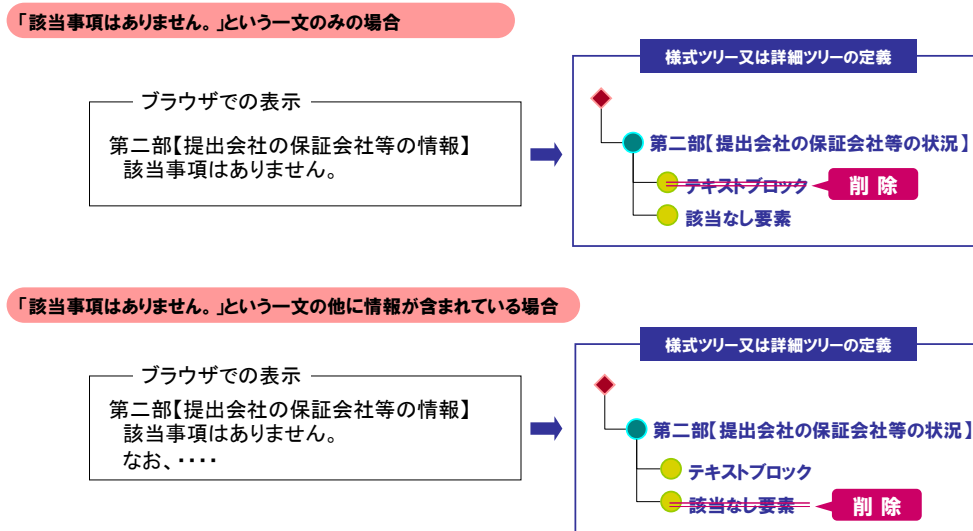 「該当事項はありません。」という一文のみの場合
様式ツリー又は詳細ツリーの定義
ブラウザでの表示
第二部【提出会社の保証会社等の情報】
該当事項はありません。
第二部【提出会社の保証会社等の状況】
テキストブロック
削 除
該当なし要素
「該当事項はありません。」という一文の他に情報が含まれている場合
様式ツリー又は詳細ツリーの定義
ブラウザでの表示
第二部【提出会社の保証会社等の情報】
該当事項はありません。
なお、・・・・
第二部【提出会社の保証会社等の状況】
テキストブロック
該当なし要素
削 除